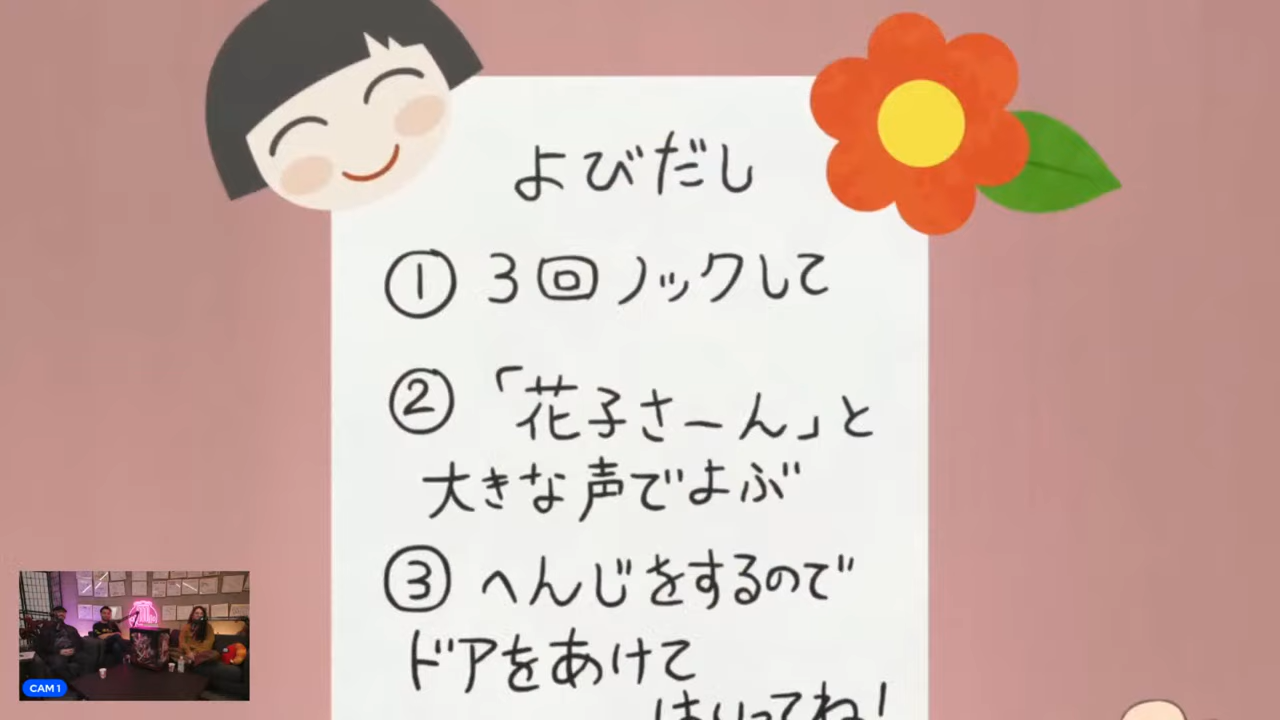 よびだし
① 3回ノックして
② 「花子さーん」と
大きな声でよぶ
③ へんじをするので
ドアをあけて
はいってね!
CAM 1